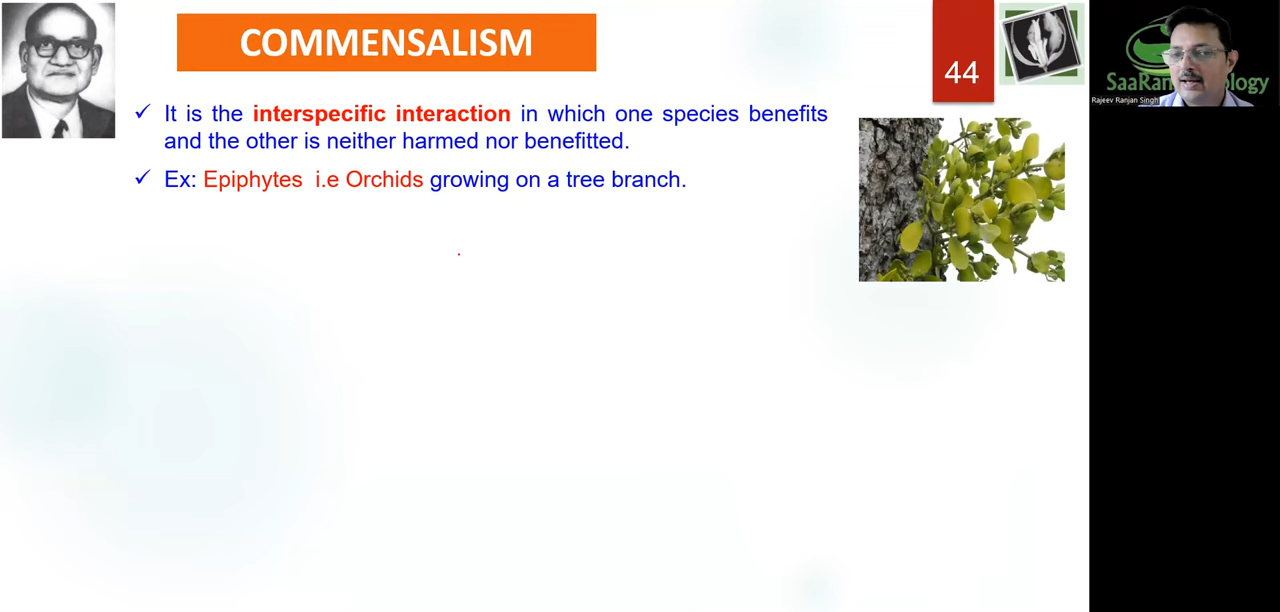 COMMENSALISM
44
✓ It is the interspecific interaction in which one species benefits
and the other is neither harmed nor benefitted.
✓ Ex: Epiphytes i.e Orchids growing on a tree branch.
Rajeev Ranjan Singh